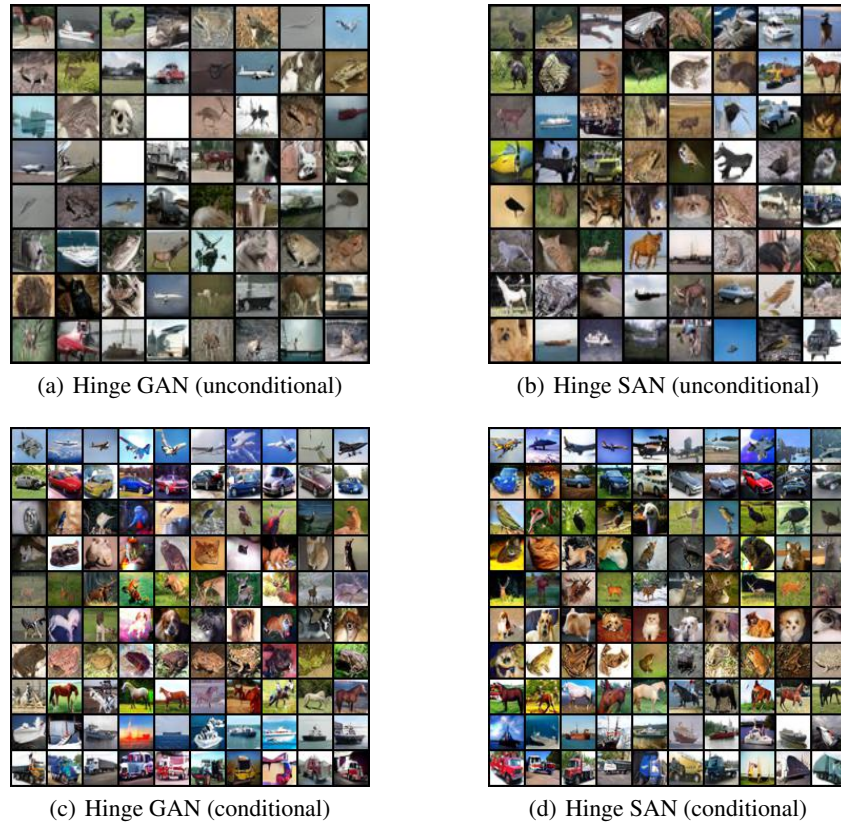 (a) Hinge GAN (unconditional)
(b) Hinge SAN (unconditional)
(c) Hinge GAN (conditional)
(d) Hinge SAN (conditional)